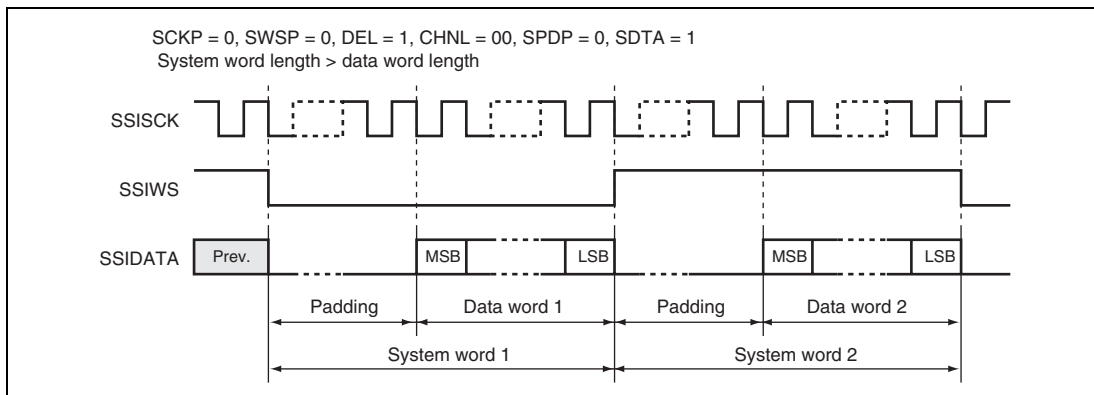 SCKP = 0, SWSP = 0, DEL = 1, CHNL = 00, SPDP = 0, SDTA = 1
System word length > data word length
SSISCK
SSIWS
SSIDATA
Prev.
MSB
LSB
MSB
LSB
Padding
Data word 1
Padding
Data word 2
System word 1
System word 2